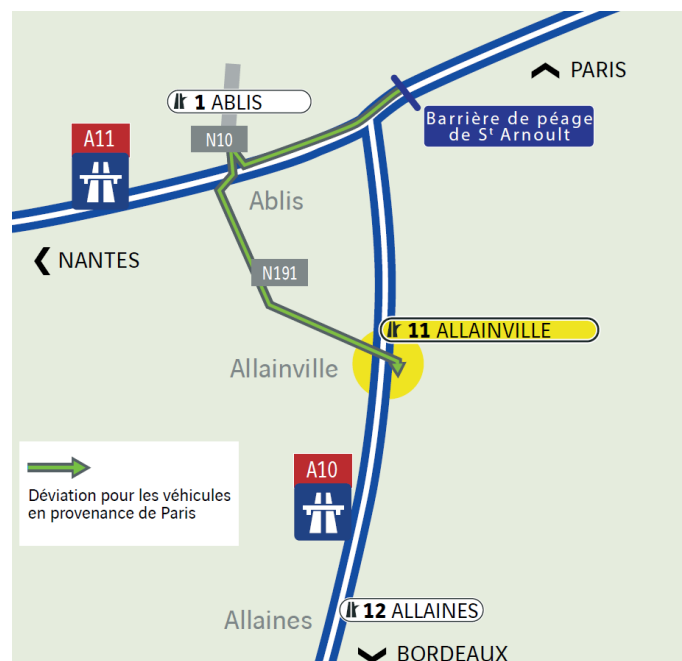 PARIS
1 ABLIS
Barrière de péage
de Sᵗ Arnoult
A11
N10
Ablis
NANTES
N191
11 ALLAINVILLE
Allainville
A10
Déviation pour les véhicules
en provenance de Paris
12 ALLAINES
Allaines
BORDEAUX